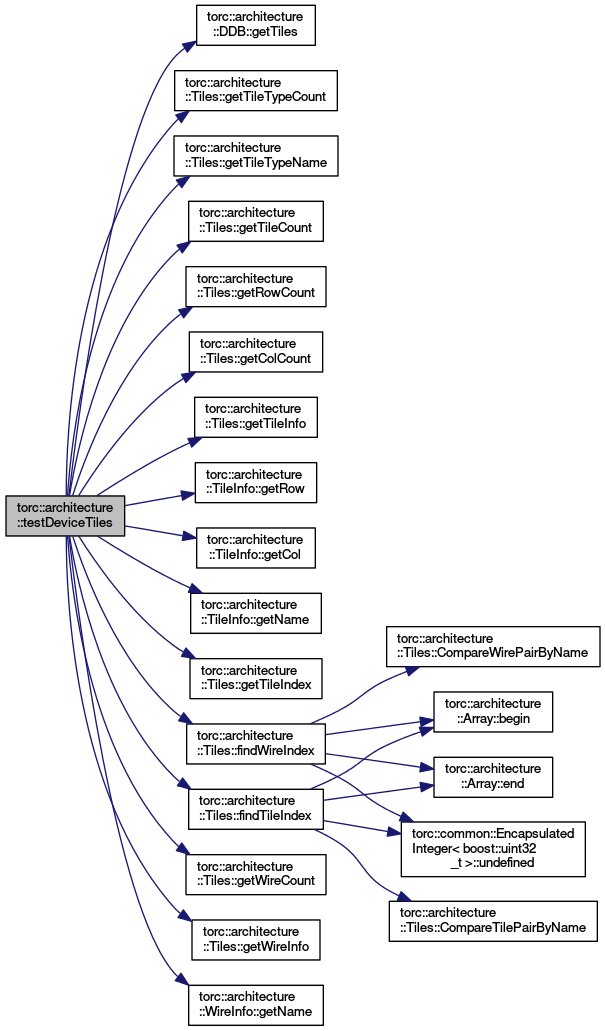 torc::architecture
::DDB::getTiles
torc::architecture
::Tiles::getTileTypeCount
torc::architecture
::Tiles::getTileTypeName
torc::architecture
::Tiles::getTileCount
torc::architecture
::Tiles::getRowCount
torc::architecture
::Tiles::getColCount
torc::architecture
::Tiles::getTileInfo
torc::architecture
::TileInfo::getRow
torc::architecture
::testDeviceTiles
torc::architecture
::TileInfo::getCol
torc::architecture
::TileInfo::getName
torc::architecture
::Tiles::getTileIndex
torc::architecture
::Tiles::CompareWirePairByName
torc::architecture
::Array::begin
torc::architecture
::Tiles::findWireIndex
torc::architecture
::Array::end
torc::architecture
::Tiles::findTileIndex
torc::common::Encapsulated
Integer< boost::uint32
_t >::undefined
torc::architecture
::Tiles::getWireCount
torc::architecture
::Tiles::CompareTilePairByName
torc::architecture
::Tiles::getWireInfo
torc::architecture
::WireInfo::getName